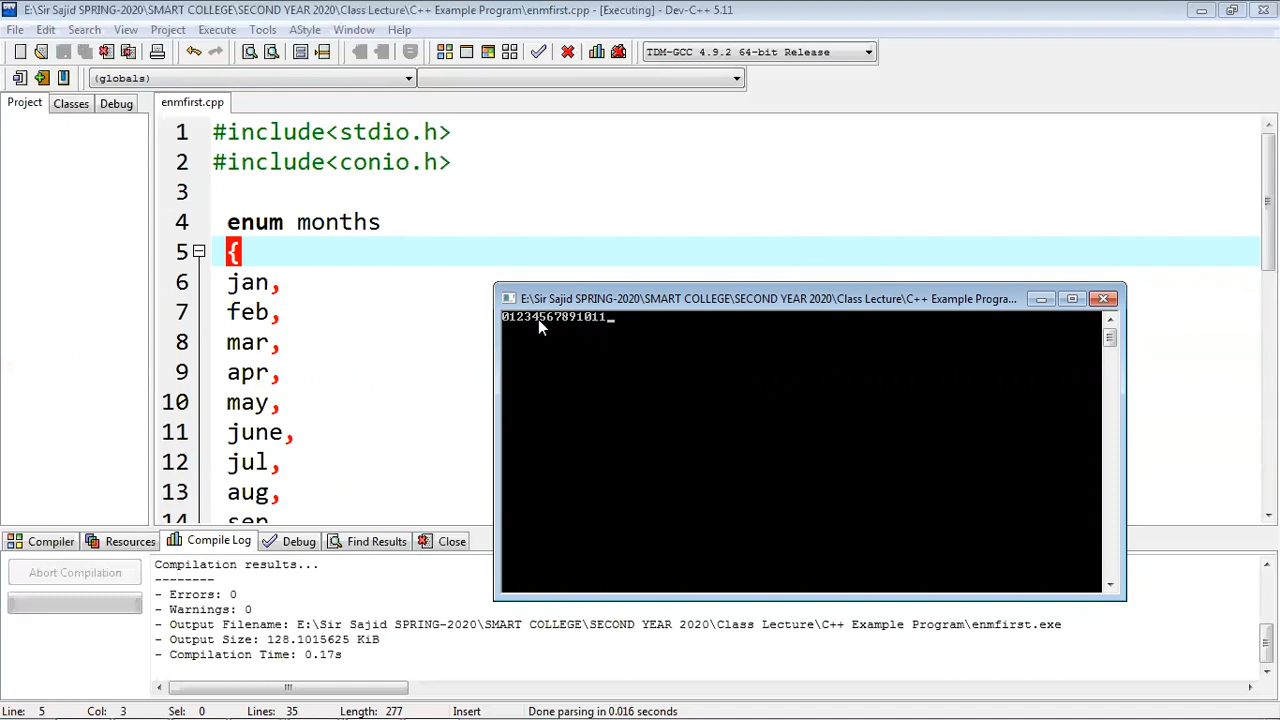 E:\Sir Sajid SPRING-2020\SMART COLLEGE\SECOND YEAR 2020\Class Lecture\C++ Example Program\enmfirst.cpp - [Executing] - Dev-C++ 5.11
File Edit Search View Project Execute Tools AStyle Window Help
TDM-GCC 4.9.2 64-bit Release
(globals)
Project Classes Debug enmfirst.cpp
1 #include<stdio.h>
2 #include<conio.h>
3
4 enum months
5 {
6 jan,
7 feb,
8 mar,
9 apr,
10 may,
11 june,
12 jul,
13 aug,
14 sep
E:\Sir Sajid SPRING-2020\SMART COLLEGE\SECOND YEAR 2020\Class Lecture\C++ Example Progra...
01234567891011_
Compiler Resources Compile Log Debug Find Results Close
Abort Compilation
Compilation results...
--------
- Errors: 0
- Warnings: 0
- Output Filename: E:\Sir Sajid SPRING-2020\SMART COLLEGE\SECOND YEAR 2020\Class Lecture\C++ Example Program\enmfirst.exe
- Output Size: 128.1015625 KiB
- Compilation Time: 0.17s
Line: 5 Col: 3 Sel: 0 Lines: 35 Length: 277 Insert Done parsing in 0.016 seconds